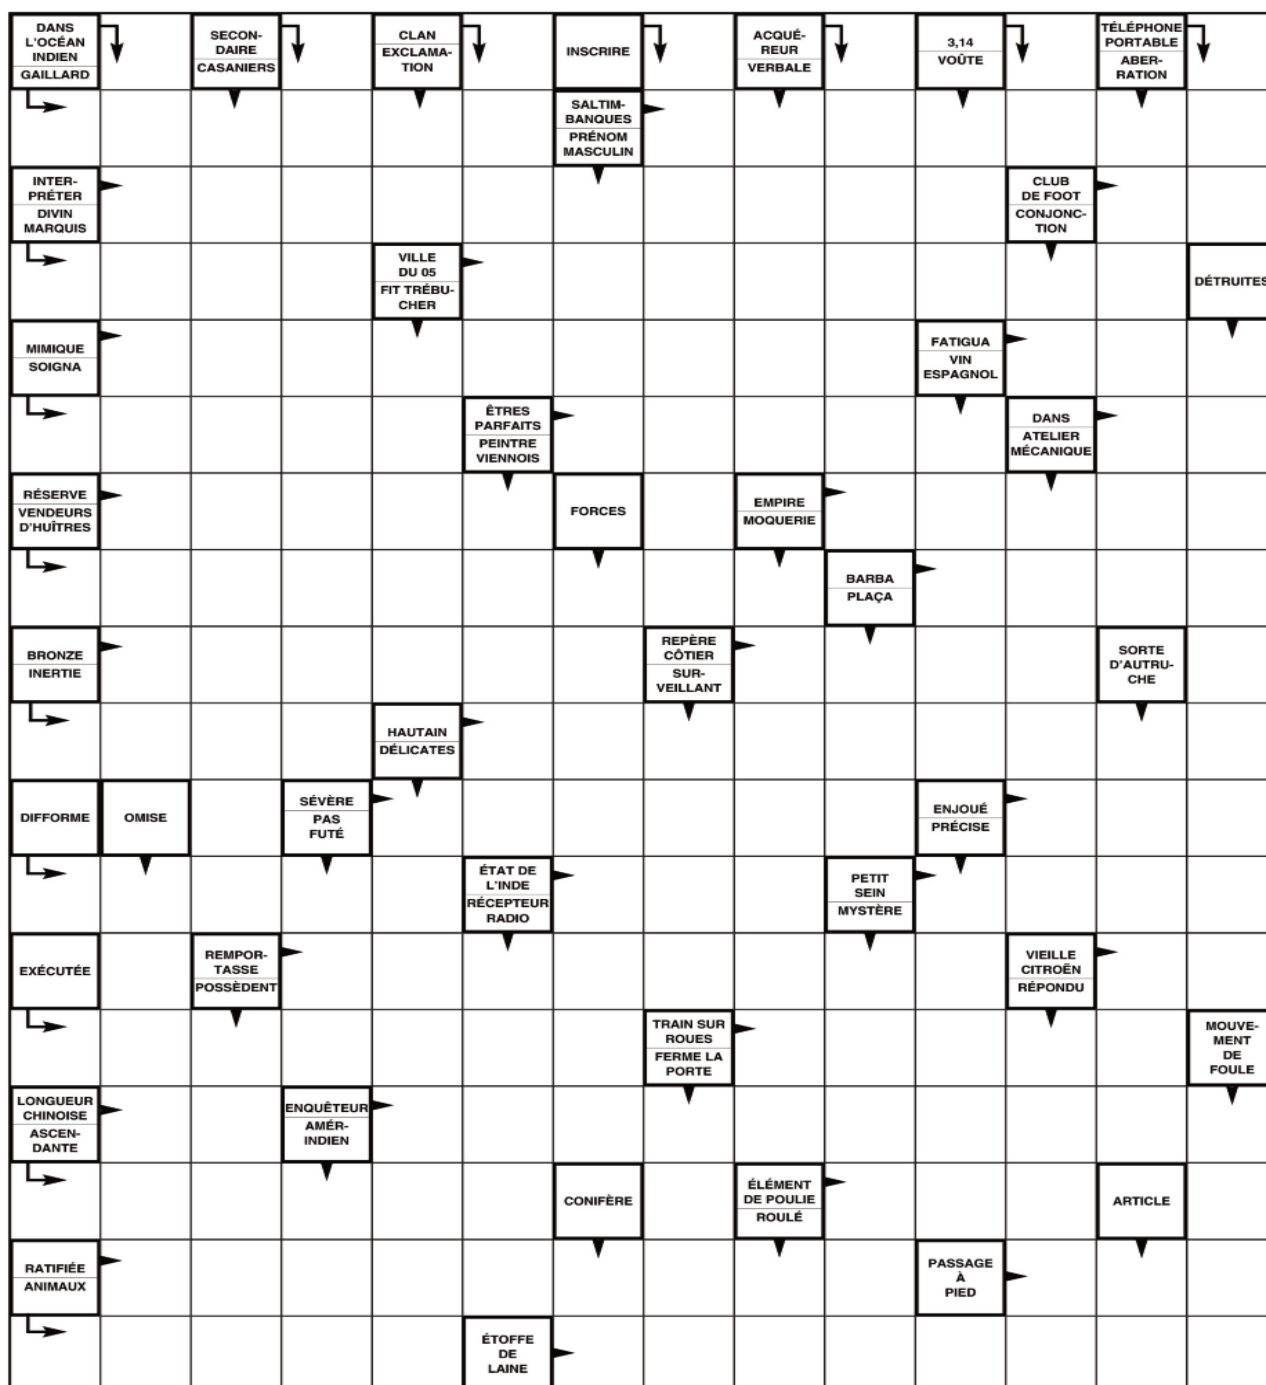 DANS
L'OCÉAN
INDIEN
GAILLARD
SECON-
DAIRE
CASANIERS
CLAN
EXCLAMA-
TION
INSCRIRE
ACQUÉ-
REUR
VERBALE
3,14
VOÛTE
TÉLÉPHONE
PORTABLE
ABER-
RATION
SALTIM-
BANQUES
PRÉNOM
MASCULIN
INTER-
PRÉTER
DIVIN
MARQUIS
CLUB
DE FOOT
CONJONC-
TION
VILLE
DU 05
FIT TRÉBU-
CHER
DÉTRUITES
MIMIQUE
SOIGNA
FATIGUA
VIN
ESPAGNOL
ÊTRES
PARFAITS
PEINTRE
VIENNOIS
DANS
ATELIER
MÉCANIQUE
RÉSERVE
VENDEURS
D'HUÎTRES
FORCES
EMPIRE
MOQUERIE
BARBA
PLAÇA
BRONZE
INERTIE
REPÈRE
CÔTIER
SUR-
VEILLANT
SORTE
D'AUTRU-
CHE
HAUTAIN
DÉLICATES
DIFFORME
OMISE
SÉVÈRE
PAS
FUTÉ
ENJOUÉ
PRÉCISE
ÉTAT DE
L'INDE
RÉCEPTEUR
RADIO
PETIT
SEIN
MYSTÈRE
EXÉCUTÉE
REMPOR-
TASSE
POSSÈDENT
VIEILLE
CITROËN
RÉPONDU
TRAIN SUR
ROUES
FERME LA
PORTE
MOUVE-
MENT
DE
FOULE
LONGUEUR
CHINOISE
ASCEN-
DANTE
ENQUÊTEUR
AMÉR-
INDIEN
CONIFÈRE
ÉLÉMENT
DE POULIE
ROULÉ
ARTICLE
RATIFIÉE
ANIMAUX
PASSAGE
À
PIED
ÉTOFFE
DE
LAINE